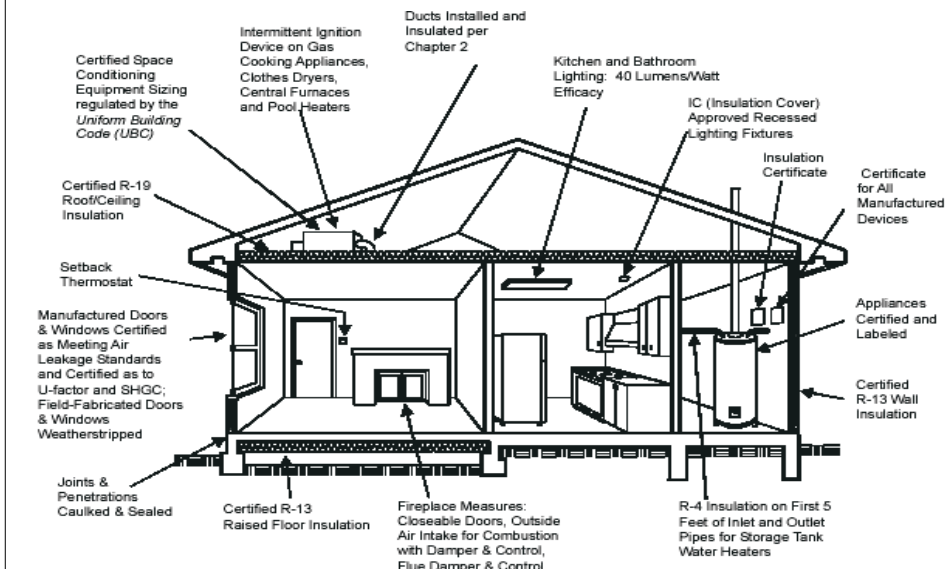 Ducts Installed and
Insulated per
Chapter 2
Intermittent Ignition
Device on Gas
Cooking Appliances,
Clothes Dryers,
Central Furnaces
and Pool Heaters
Certified Space
Conditioning
Equipment Sizing
regulated by the
Uniform Building
Code (UBC)
Kitchen and Bathroom
Lighting: 40 Lumens/Watt
Efficacy
IC (Insulation Cover)
Approved Recessed
Lighting Fixtures
Insulation
Certificate
Certificate
for All
Manufactured
Devices
Certified R-19
Roof/Ceiling
Insulation
Setback
Thermostat
Manufactured Doors
& Windows Certified
as Meeting Air
Leakage Standards
and Certified as to
U-factor and SHGC;
Field-Fabricated Doors
& Windows
Weatherstripped
Appliances
Certified and
Labeled
Certified
R-13 Wall
Insulation
Joints &
Penetrations
Caulked & Sealed
Certified R-13
Raised Floor Insulation
Fireplace Measures:
Closeable Doors, Outside
Air Intake for Combustion
with Damper & Control,
Flue Damper & Control
R-4 Insulation on First 5
Feet of Inlet and Outlet
Pipes for Storage Tank
Water Heaters